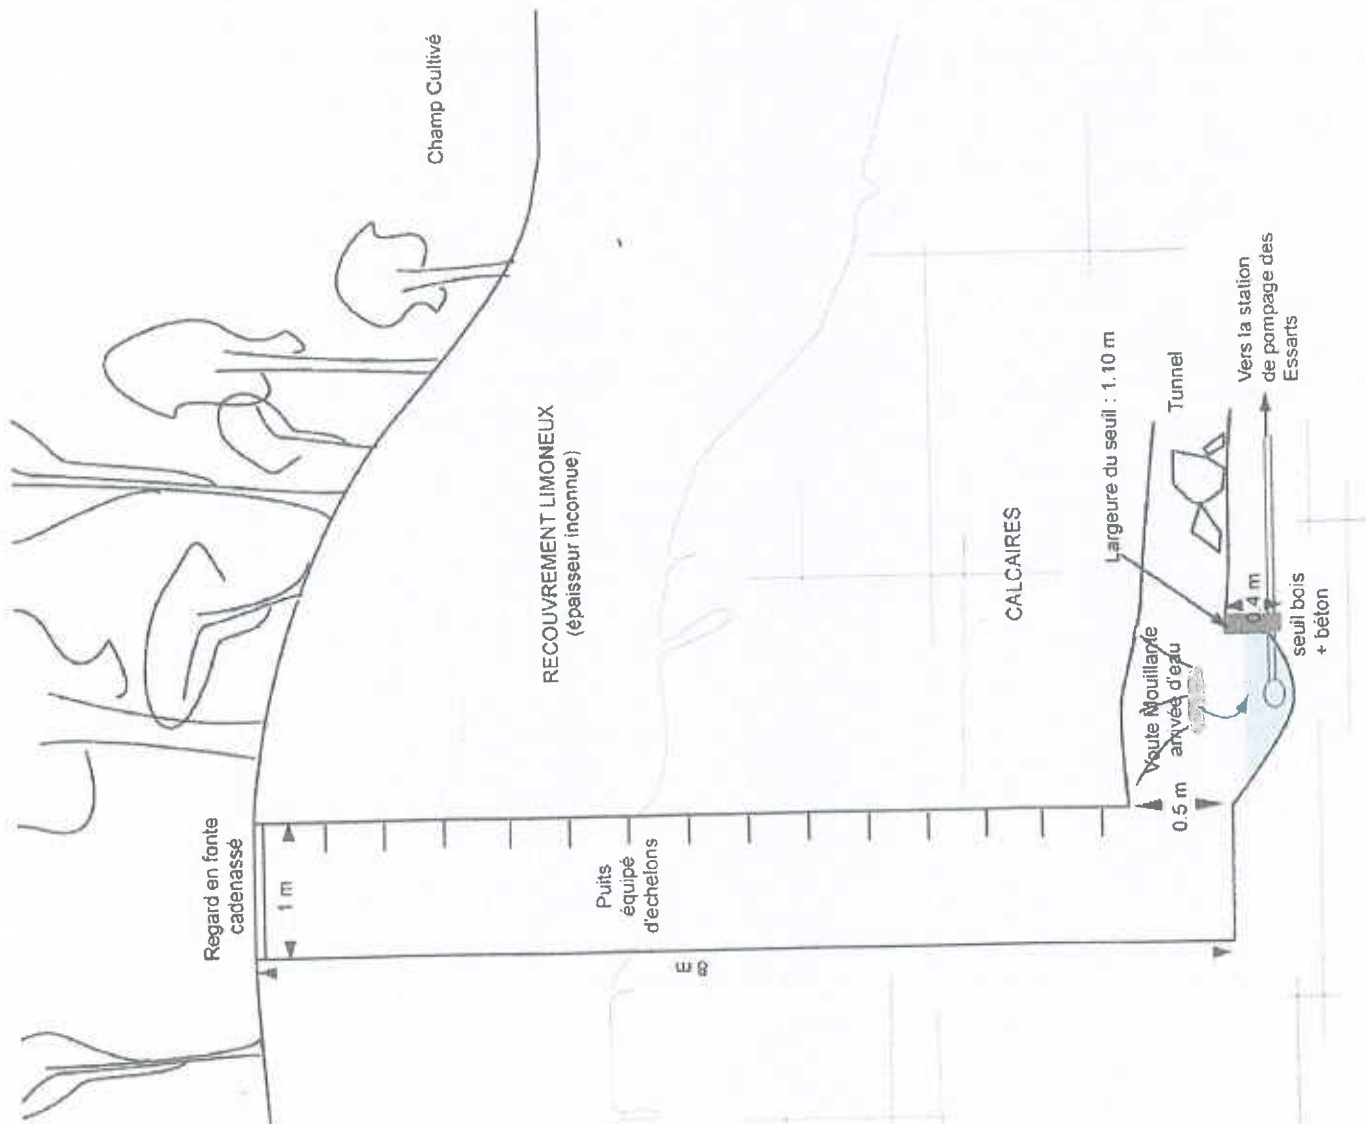 Regard en fonte
cadenassé
1 m
Champ Cultivé
Puits
équipé
d'echelons
8 m
RECOUVREMENT LIMONEUX
(épaisseur inconnue)
CALCAIRES
Largeure du seuil : 1.10 m
Voute Mouillante
arrivée d'eau
0.5 m
Tunnel
0.4 m
seuil bois
+ béton
Vers la station
de pompage des
Essarts